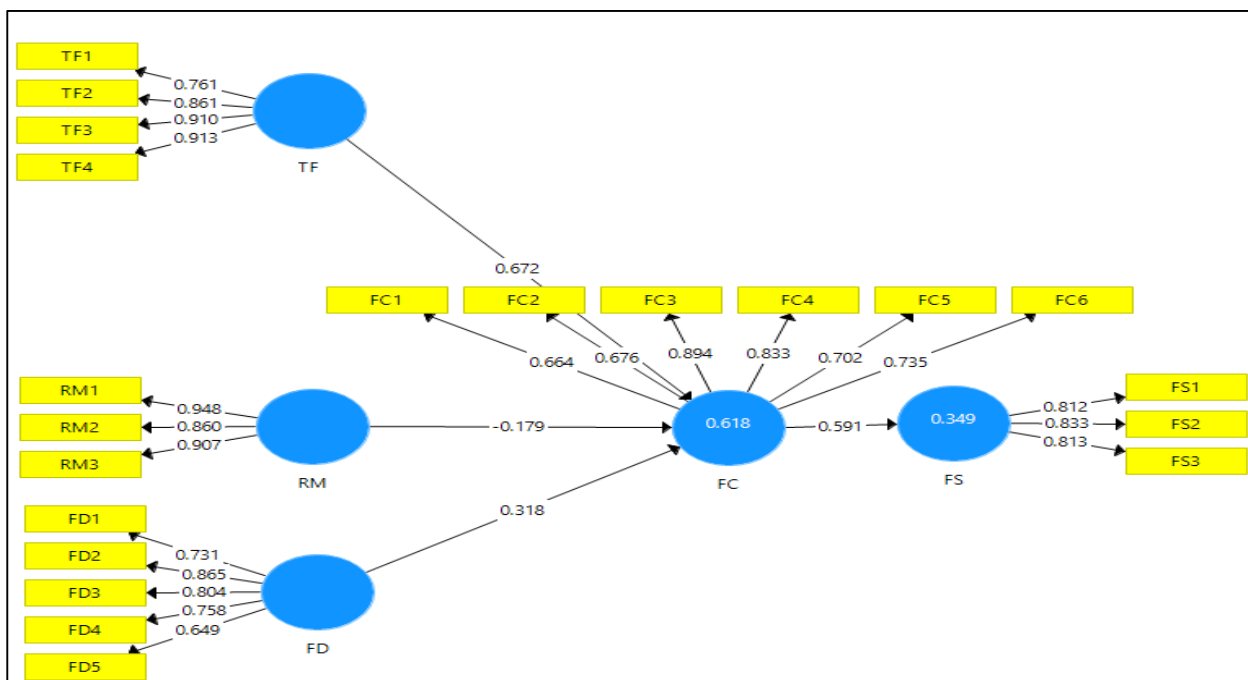 TF1
TF2
TF3
TF4
0.761
0.861
0.910
0.913
TF
0.672
FC1
FC2
FC3
FC4
FC5
FC6
0.664
0.676
0.894
0.833
0.702
0.735
RM1
RM2
RM3
0.948
0.860
0.907
RM
-0.179
0.618
FC
0.591
0.349
FS
0.812
0.833
0.813
FS1
FS2
FS3
0.318
FD1
FD2
FD3
FD4
FD5
0.731
0.865
0.804
0.758
0.649
FD